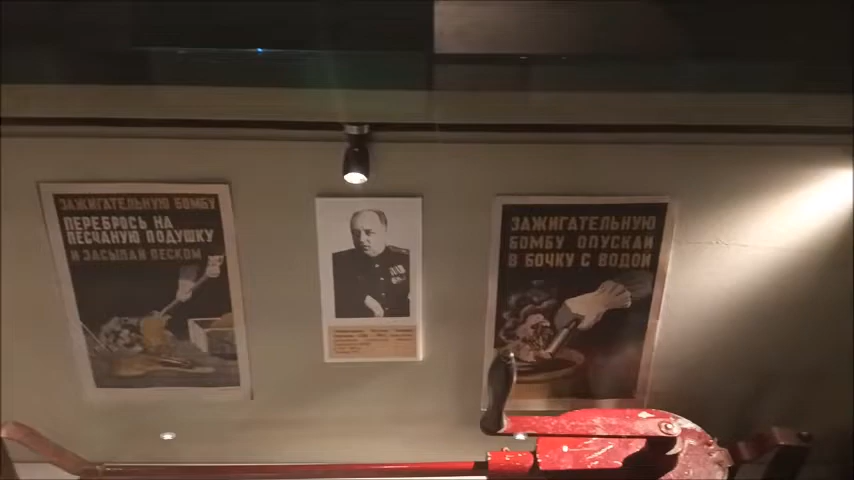 ЗАЖИГАТЕЛЬНУЮ БОМБУ
ПЕРЕБРОСЬ НА
ПЕСЧАНУЮ ПОДУШКУ
И ЗАСЫПАЙ ПЕСКОМ
ЗАЖИГАТЕЛЬНУЮ
БОМБУ ОПУСКАЙ
В БОЧКУ С ВОДОЙ